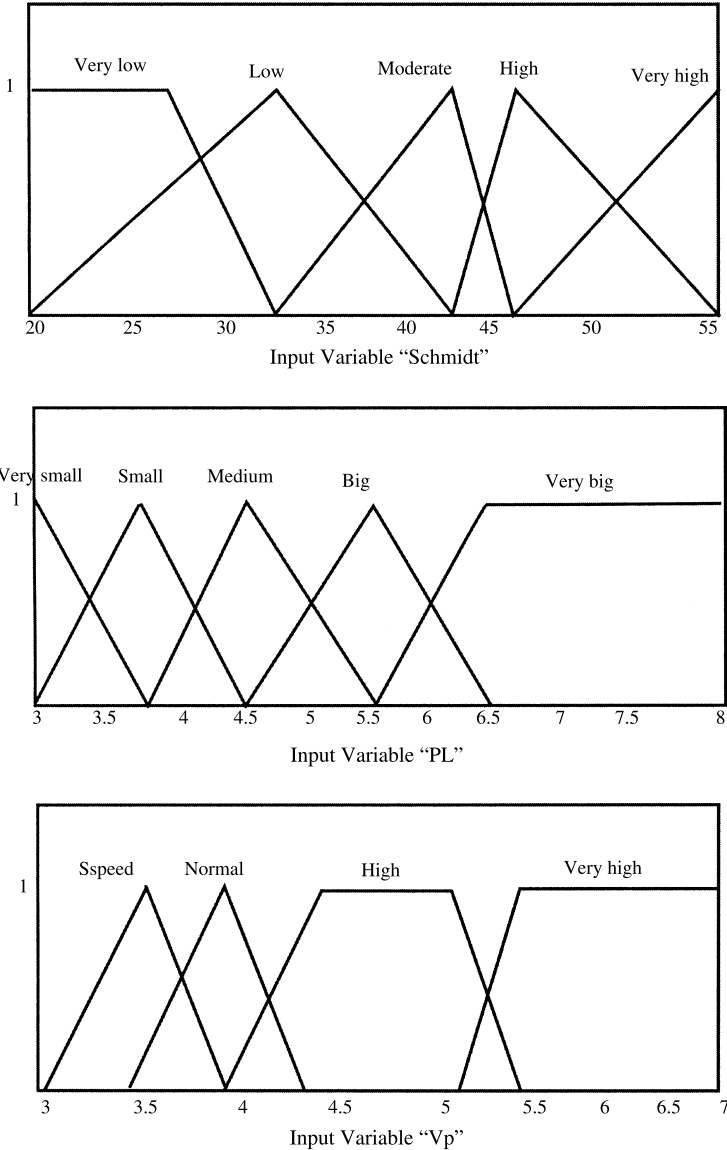 Very low Low Moderate High Very high
1
20 25 30 35 40 45 50 55
Input Variable “Schmidt”
Very small Small Medium Big Very big
1
3 3.5 4 4.5 5 5.5 6 6.5 7 7.5 8
Input Variable “PL”
Sspeed Normal High Very high
1
3 3.5 4 4.5 5 5.5 6 6.5 7
Input Variable “Vp”